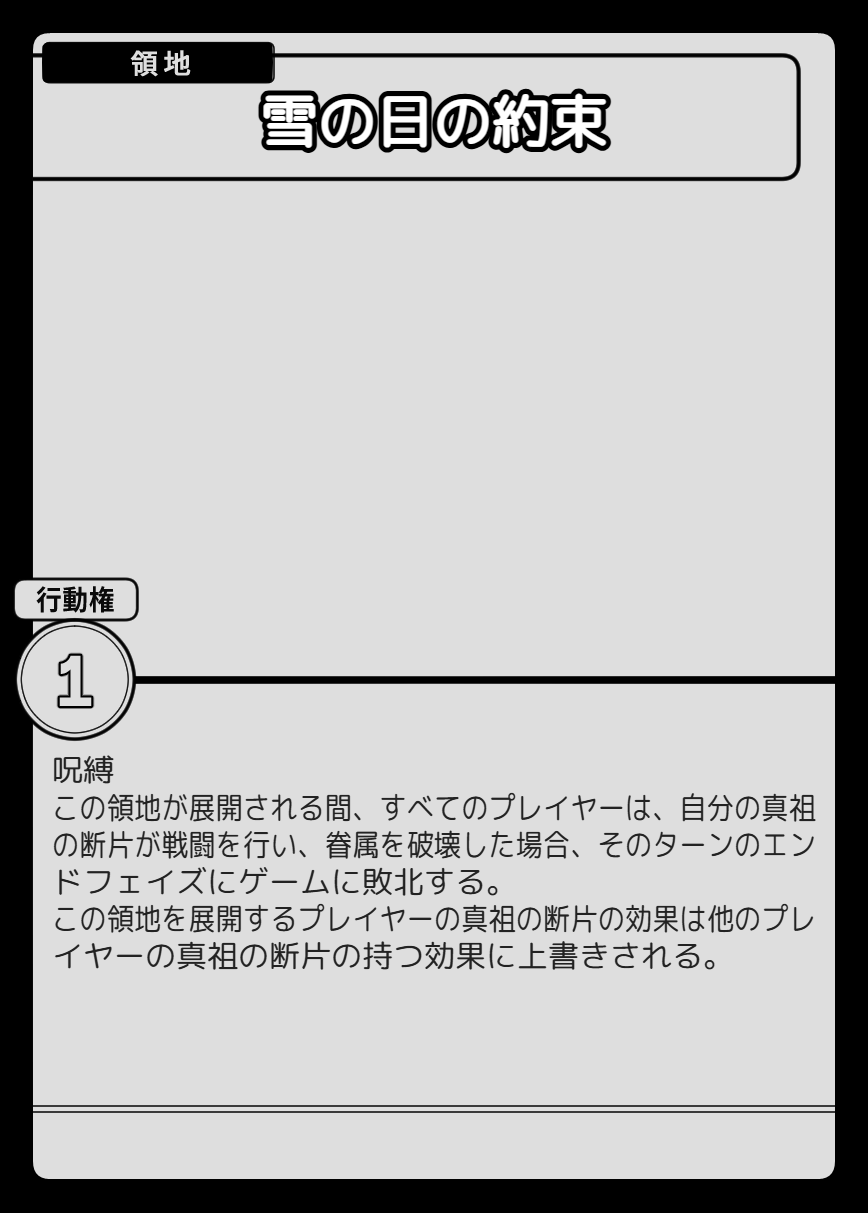 領地
雪の日の約束
行動権
1
呪縛
この領地が展開される間、すべてのプレイヤーは、自分の真祖
の断片が戦闘を行い、眷属を破壊した場合、そのターンのエン
ドフェイズにゲームに敗北する。
この領地を展開するプレイヤーの真祖の断片の効果は他のプレ
イヤーの真祖の断片の持つ効果に上書きされる。